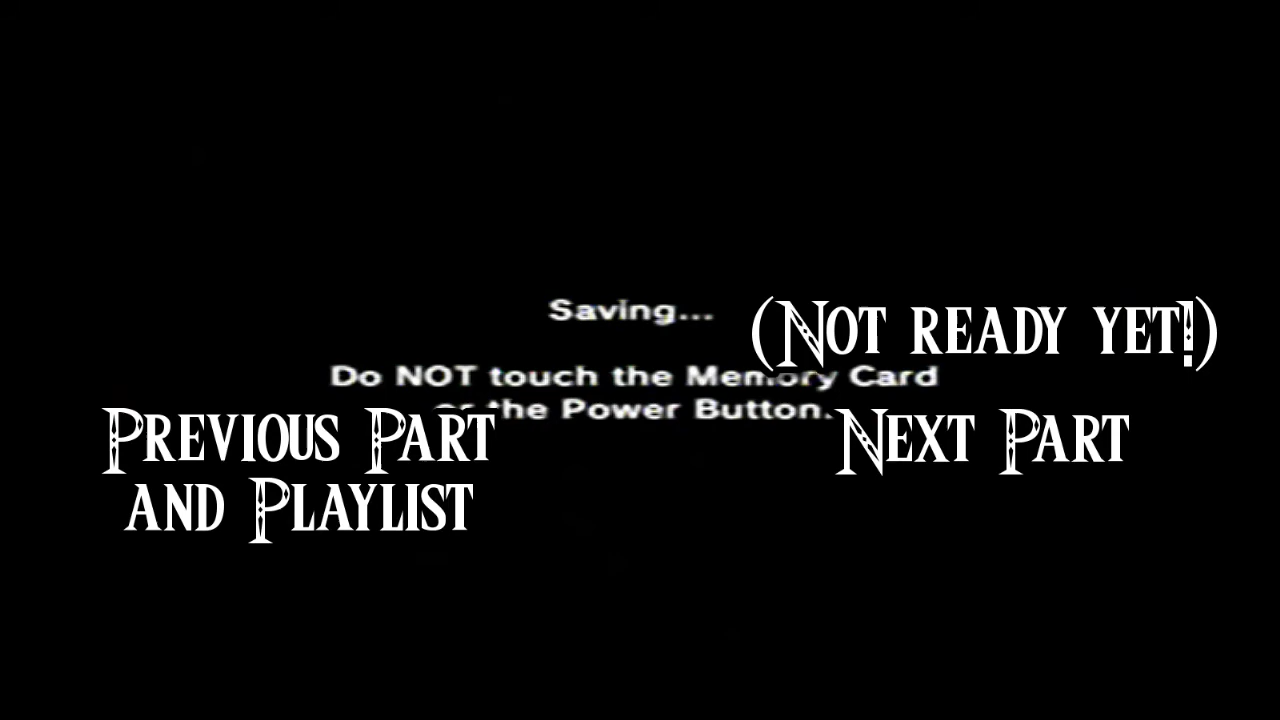 Saving...
(Not ready yet!)
Do NOT touch the Memory Card
or the Power Button.
Previous Part
and Playlist
Next Part